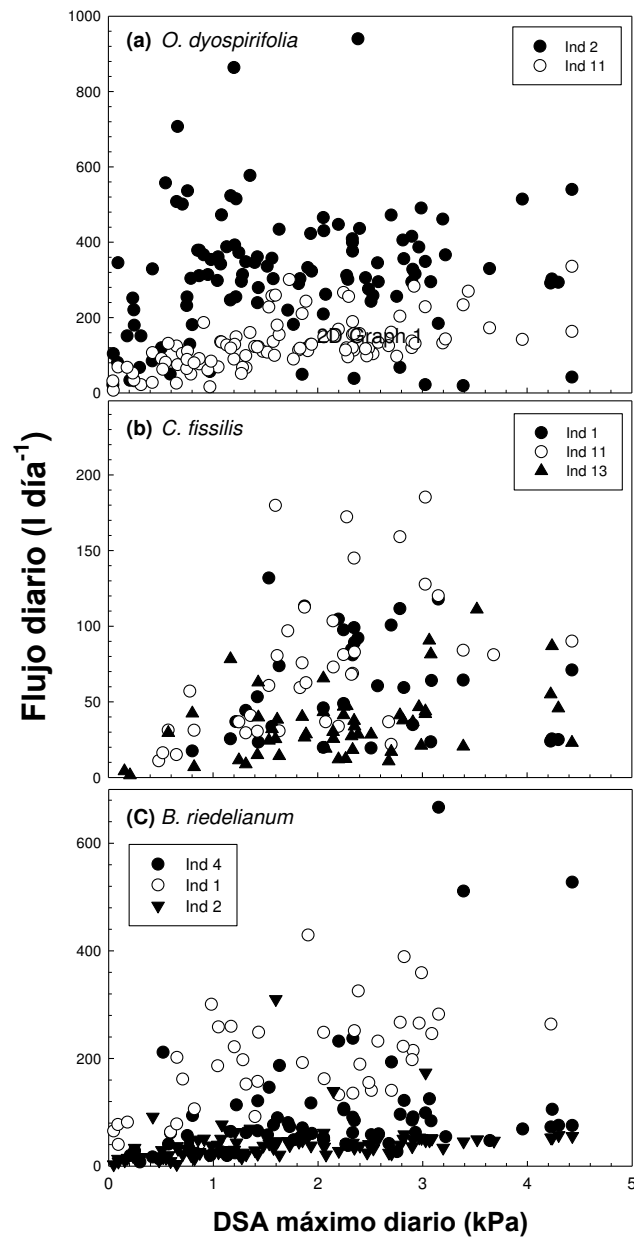 1000
(a) O. dyospirifolia
Ind 2
Ind 11
800
600
400
200
2D Graph 1
0
(b) C. fissilis
Ind 1
Ind 11
Ind 13
200
150
100
50
0
Flujo diario (l día-1)
(C) B. riedelianum
Ind 4
Ind 1
Ind 2
600
400
200
0
0 1 2 3 4 5
DSA máximo diario (kPa)